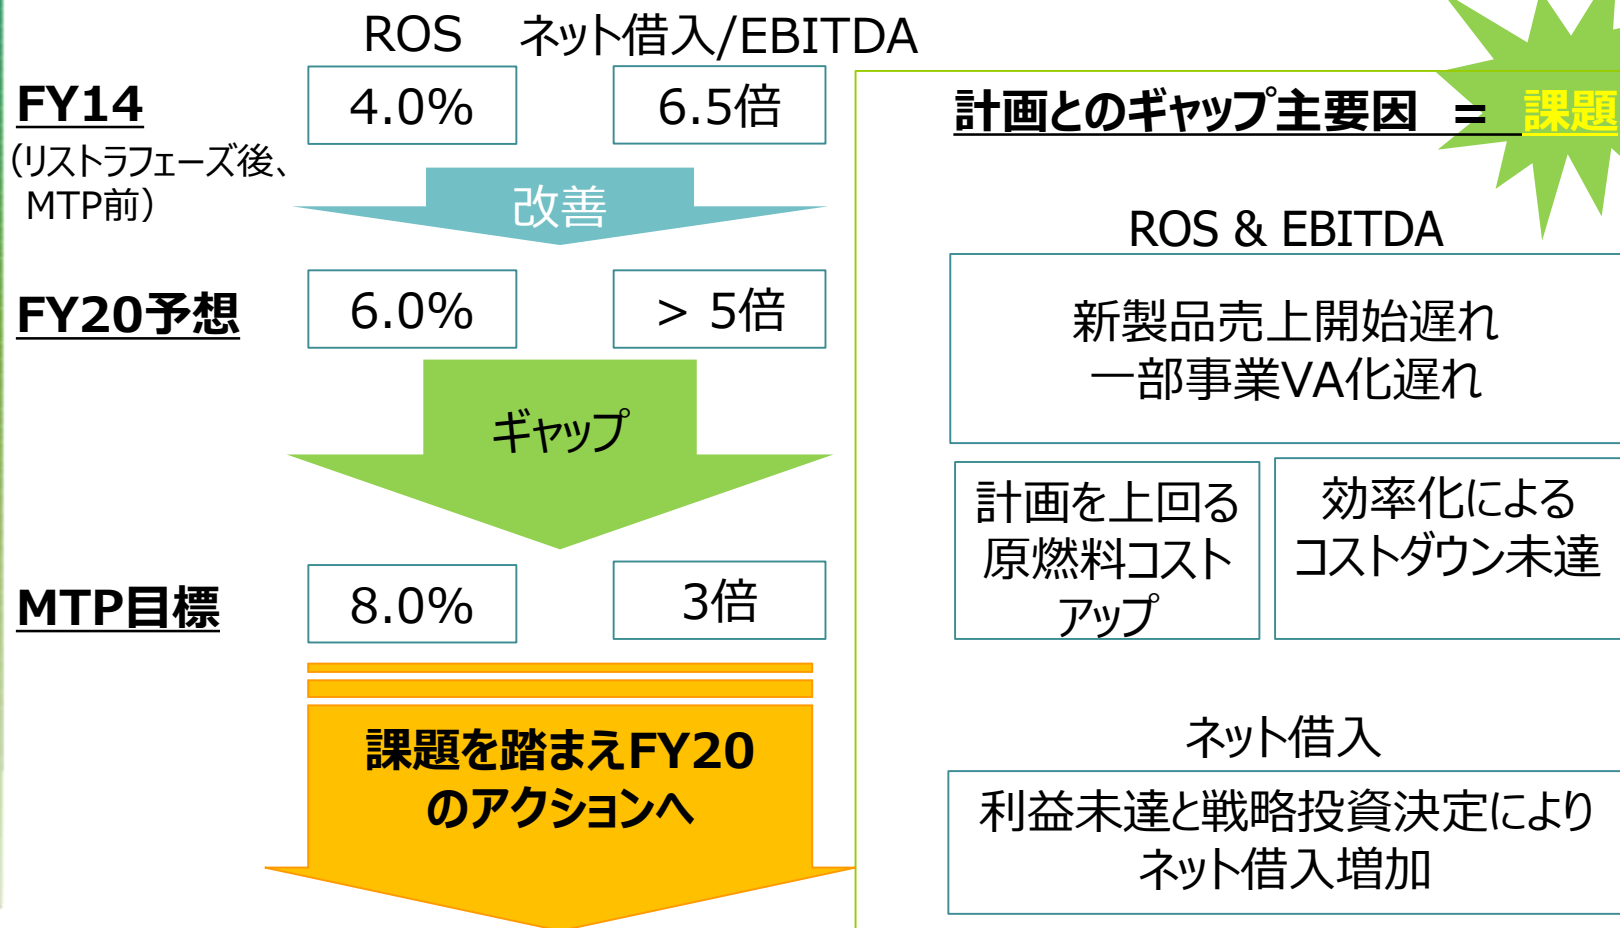 ROS ネット借入/EBITDA
FY14 4.0% 6.5倍
（リストラフェーズ後、
MTP前）
改善
FY20予想 6.0% > 5倍
ギャップ
MTP目標 8.0% 3倍
課題を踏まえFY20
のアクションへ
計画とのギャップ主要因 = 課題
ROS & EBITDA
新製品売上開始遅れ
一部事業VA化遅れ
計画を上回る
原燃料コスト
アップ
効率化による
コストダウン未達
ネット借入
利益未達と戦略投資決定により
ネット借入増加